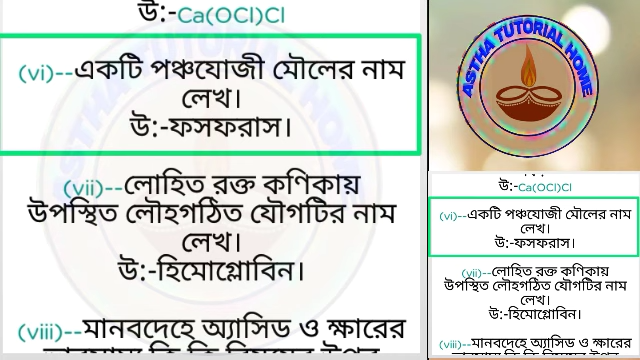 উ:-Ca(OCl)Cl
(vi)--একটি পঞ্চযোজী মৌলের নাম
লেখ।
উ:-ফসফরাস।
(vii)--লোহিত রক্ত কণিকায়
উপস্থিত লৌহগঠিত যৌগটির নাম
লেখ।
উ:-হিমোগ্লোবিন।
(viii)--মানবদেহে অ্যাসিড ও ক্ষারের
ASTHA TUTORIAL HOME
উ:-Ca(OCl)Cl
(vi)--একটি পঞ্চযোজী মৌলের নাম
লেখ।
উ:-ফসফরাস।
(vii)--লোহিত রক্ত কণিকায়
উপস্থিত লৌহগঠিত যৌগটির নাম
লেখ।
উ:-হিমোগ্লোবিন।
(viii)--মানবদেহে অ্যাসিড ও ক্ষারের